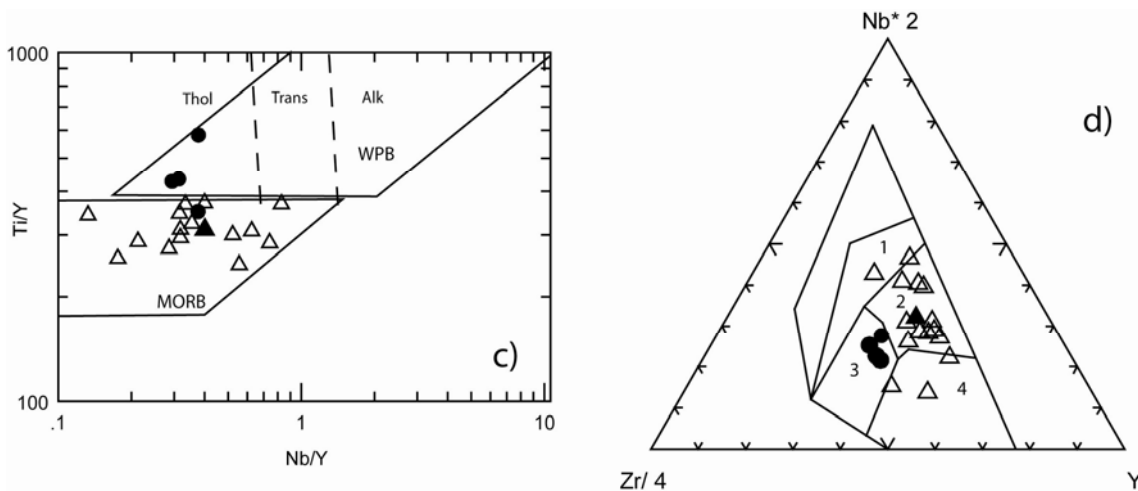 Nb* 2
1000
Thol Trans Alk
d)
WPB
Ti/Y
1
2
MORB
c)
3
4
100
.1 1 10
Nb/Y
Zr/ 4 Y